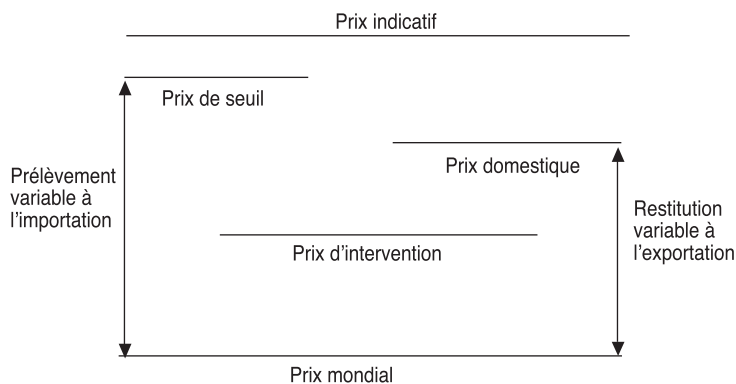 Prix indicatif
Prix de seuil
Prix domestique
Prélèvement
variable à
l’importation
Restitution
variable à
l’exportation
Prix d’intervention
Prix mondial